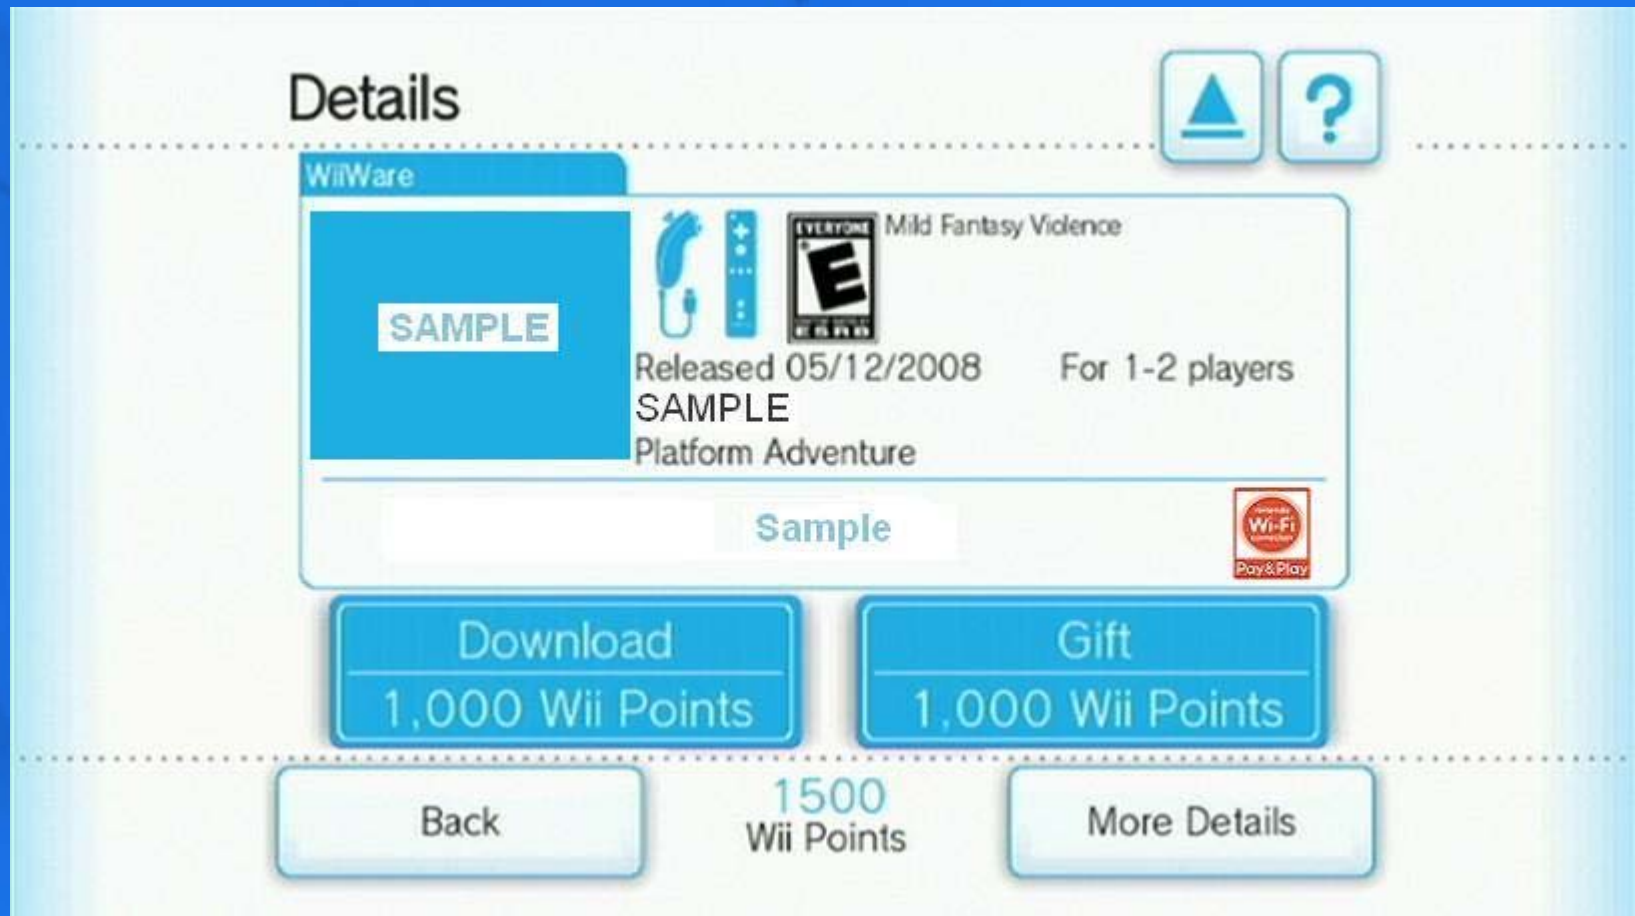 Details
?
WiiWare
SAMPLE
EVERYONE
E
ESRB
Mild Fantasy Violence
Released 05/12/2008
For 1-2 players
SAMPLE
Platform Adventure
Sample
Wi-Fi
Pay&Play
Download
1,000 Wii Points
Gift
1,000 Wii Points
Back
1500
Wii Points
More Details